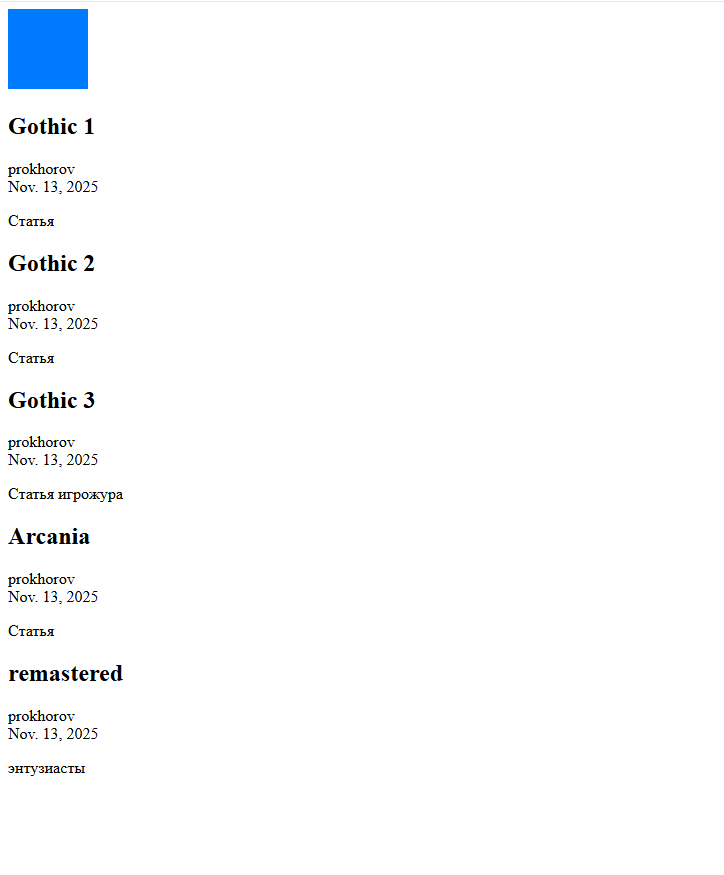 Gothic 1
prokhorov
Nov. 13, 2025
Статья
Gothic 2
prokhorov
Nov. 13, 2025
Статья
Gothic 3
prokhorov
Nov. 13, 2025
Статья игрожура
Arcania
prokhorov
Nov. 13, 2025
Статья
remastered
prokhorov
Nov. 13, 2025
энтузиасты